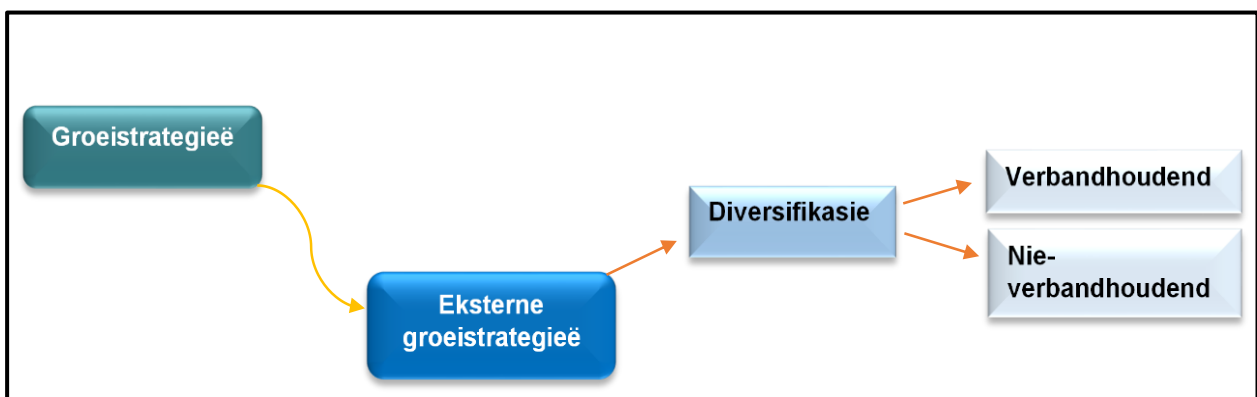 Groeistrategieë
Eksterne
groeistrategieë
Diversifikasie
Verbandhoudend
Nie-
verbandhoudend